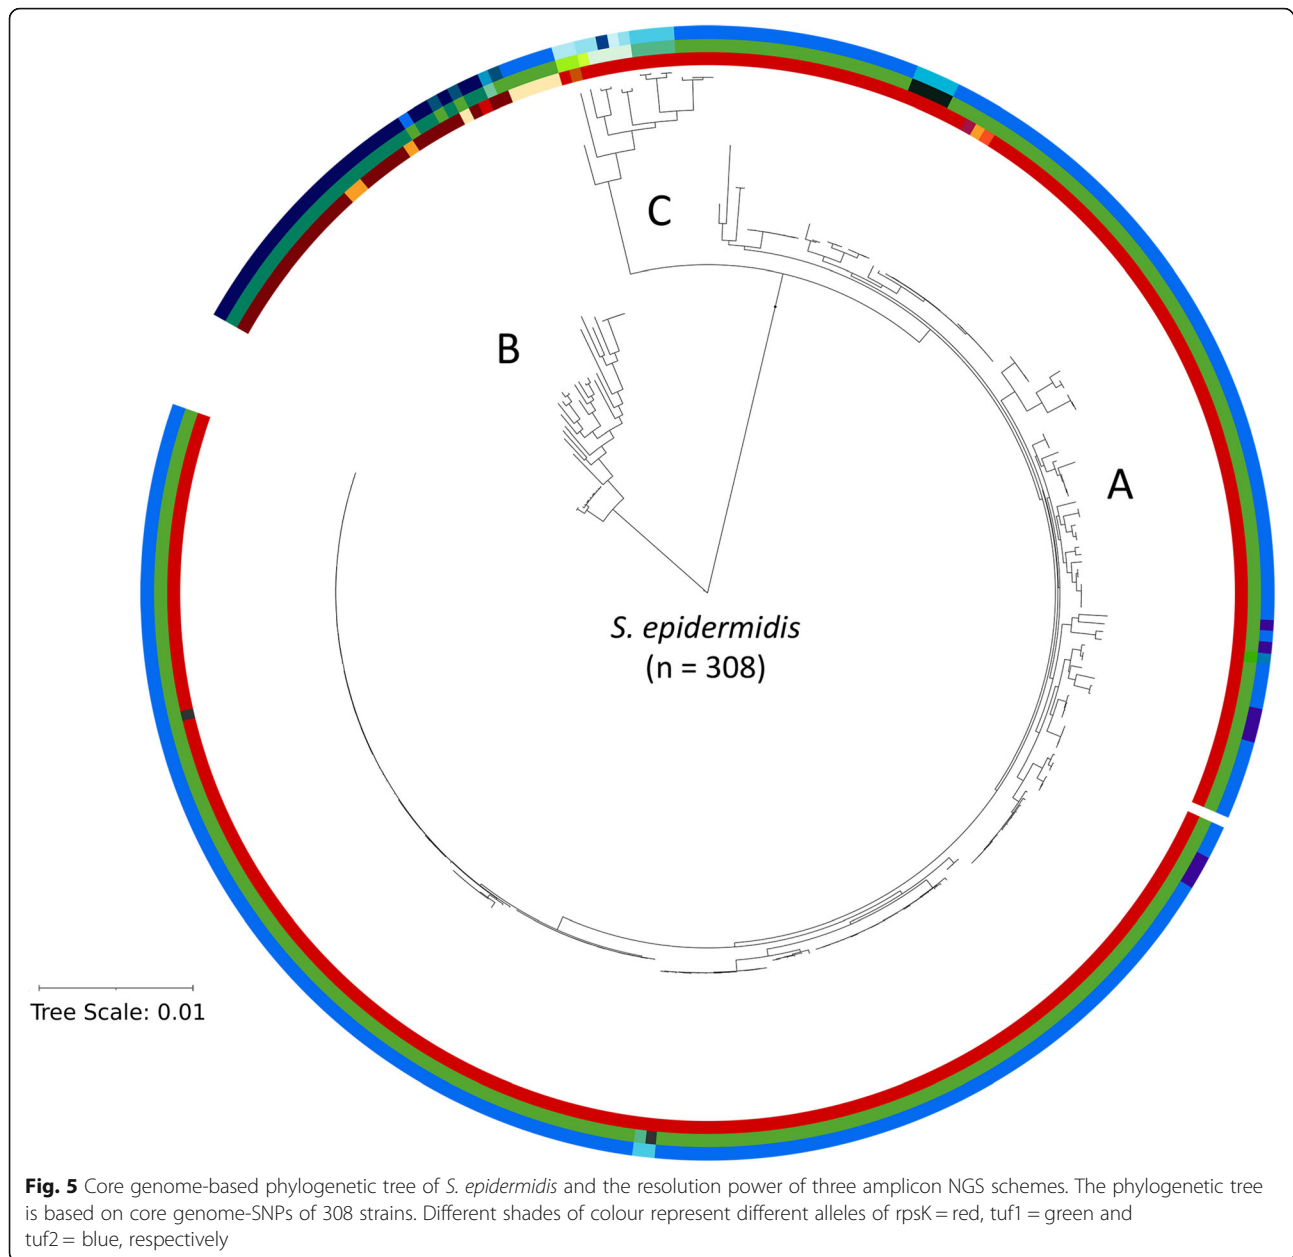 C
B
A
S. epidermidis
(n = 308)
Tree Scale: 0.01
Fig. 5 Core genome-based phylogenetic tree of S. epidermidis and the resolution power of three amplicon NGS schemes. The phylogenetic tree
is based on core genome-SNPs of 308 strains. Different shades of colour represent different alleles of rpsK = red, tuf1 = green and
tuf2 = blue, respectively